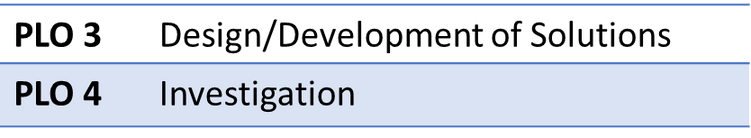 PLO 3 Design/Development of Solutions
PLO 4 Investigation